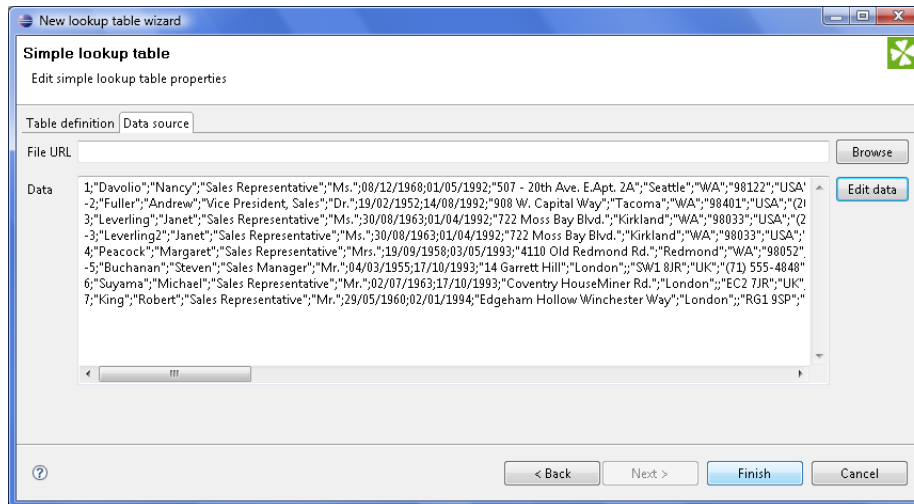 New lookup table wizard
Simple lookup table
Edit simple lookup table properties
Table definition Data source
File URL Browse
Data Edit data
1;"Davolio";"Nancy";"Sales Representative";"Ms.";08/12/1968;01/05/1992;"507 - 20th Ave. E.Apt. 2A";"Seattle";"WA";"98122";"USA"
-2;"Fuller";"Andrew";"Vice President, Sales";"Dr.";19/02/1952;14/08/1992;"908 W. Capital Way";"Tacoma";"WA";"98401";"USA";"(20
3;"Leverling";"Janet";"Sales Representative";"Ms.";30/08/1963;01/04/1992;"722 Moss Bay Blvd.";"Kirkland";"WA";"98033";"USA";"(2
-3;"Leverling2";"Janet";"Sales Representative";"Ms.";30/08/1963;01/04/1992;"722 Moss Bay Blvd.";"Kirkland";"WA";"98033";"USA";"
4;"Peacock";"Margaret";"Sales Representative";"Mrs.";19/09/1958;03/05/1993;"4110 Old Redmond Rd.";"Redmond";"WA";"98052"
-5;"Buchanan";"Steven";"Sales Manager";"Mr.";04/03/1955;17/10/1993;"14 Garrett Hill";"London";;"SW1 8JR";"UK";"(71) 555-4848"
6;"Suyama";"Michael";"Sales Representative";"Mr.";02/07/1963;17/10/1993;"Coventry HouseMiner Rd.";"London";;"EC2 7JR";"UK"
7;"King";"Robert";"Sales Representative";"Mr.";29/05/1960;02/01/1994;"Edgeham Hollow Winchester Way";"London";;"RG1 9SP";"
< Back Next > Finish Cancel